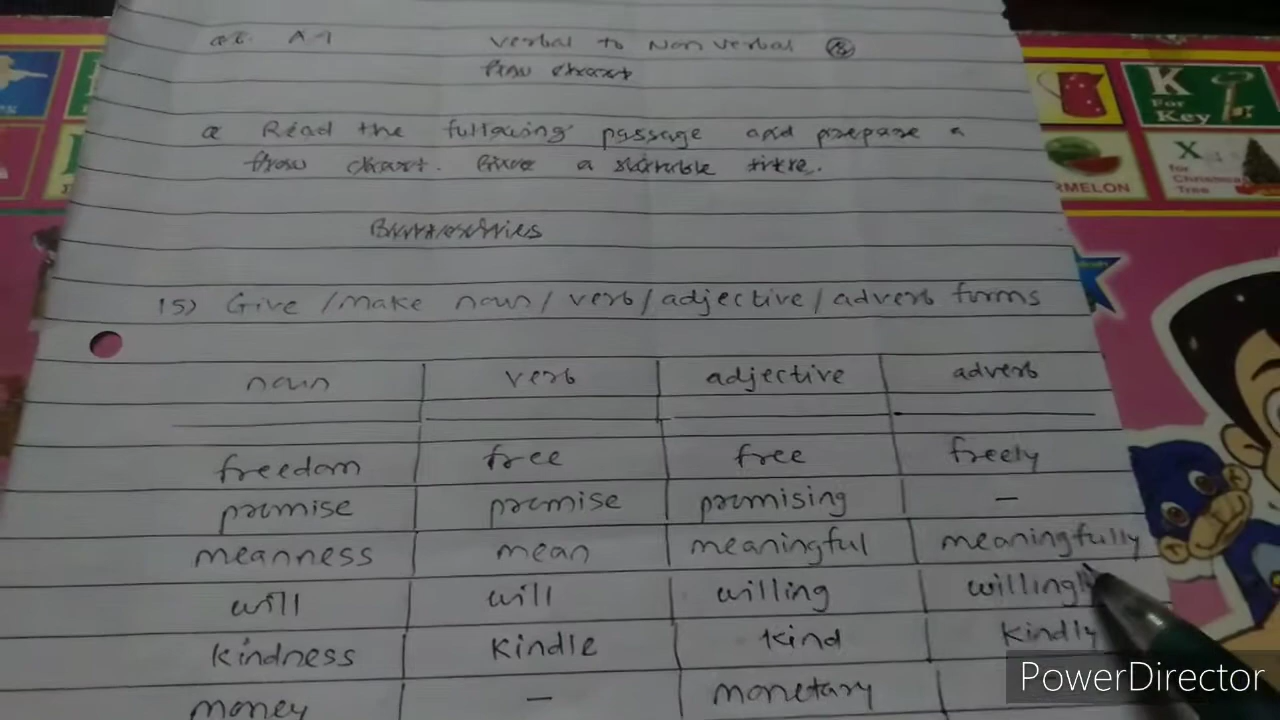 A-1 Verbal to Non verbal
Read the following passage and prepare a
chart. Give a suitable title.
15) Give /make noun/verb/adjective/adverb forms
noun verb adjective adverb
freedom free free freely
promise promise promising -
meanness mean meaningful meaningfully
will will willing willingly
kindness kindle kind kindly
money - monetary
K
For
Key
MELON
X
for
Christmas
Tree
PowerDirector